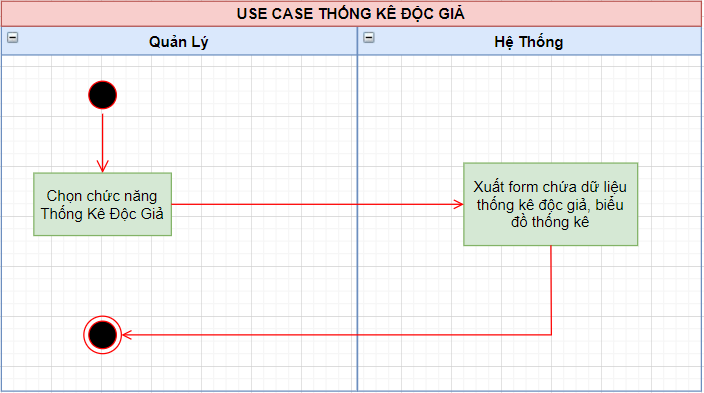 USE CASE THỐNG KÊ ĐỘC GIẢ
Quản Lý
Hệ Thống
Chọn chức năng
Thống Kê Độc Giả
Xuất form chứa dữ liệu
thống kê độc giả, biểu
đồ thống kê